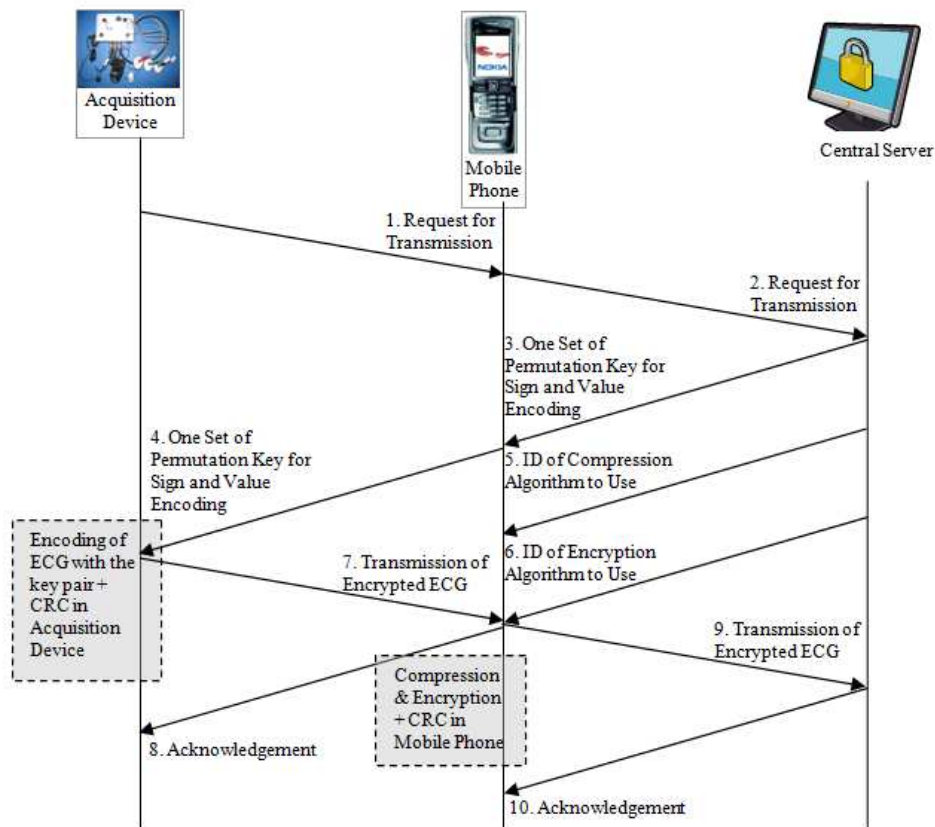 Acquisition
Device
NOKIA
Mobile
Phone
Central Server
1. Request for
Transmission
2. Request for
Transmission
3. One Set of
Permutation Key for
Sign and Value
Encoding
4. One Set of
Permutation Key for
Sign and Value
Encoding
5. ID of Compression
Algorithm to Use
6. ID of Encryption
Algorithm to Use
Encoding of
ECG with the
key pair +
CRC in
Acquisition
Device
7. Transmission of
Encrypted ECG
9. Transmission of
Encrypted ECG
Compression
& Encryption
+ CRC in
Mobile Phone
8. Acknowledgement
10. Acknowledgement